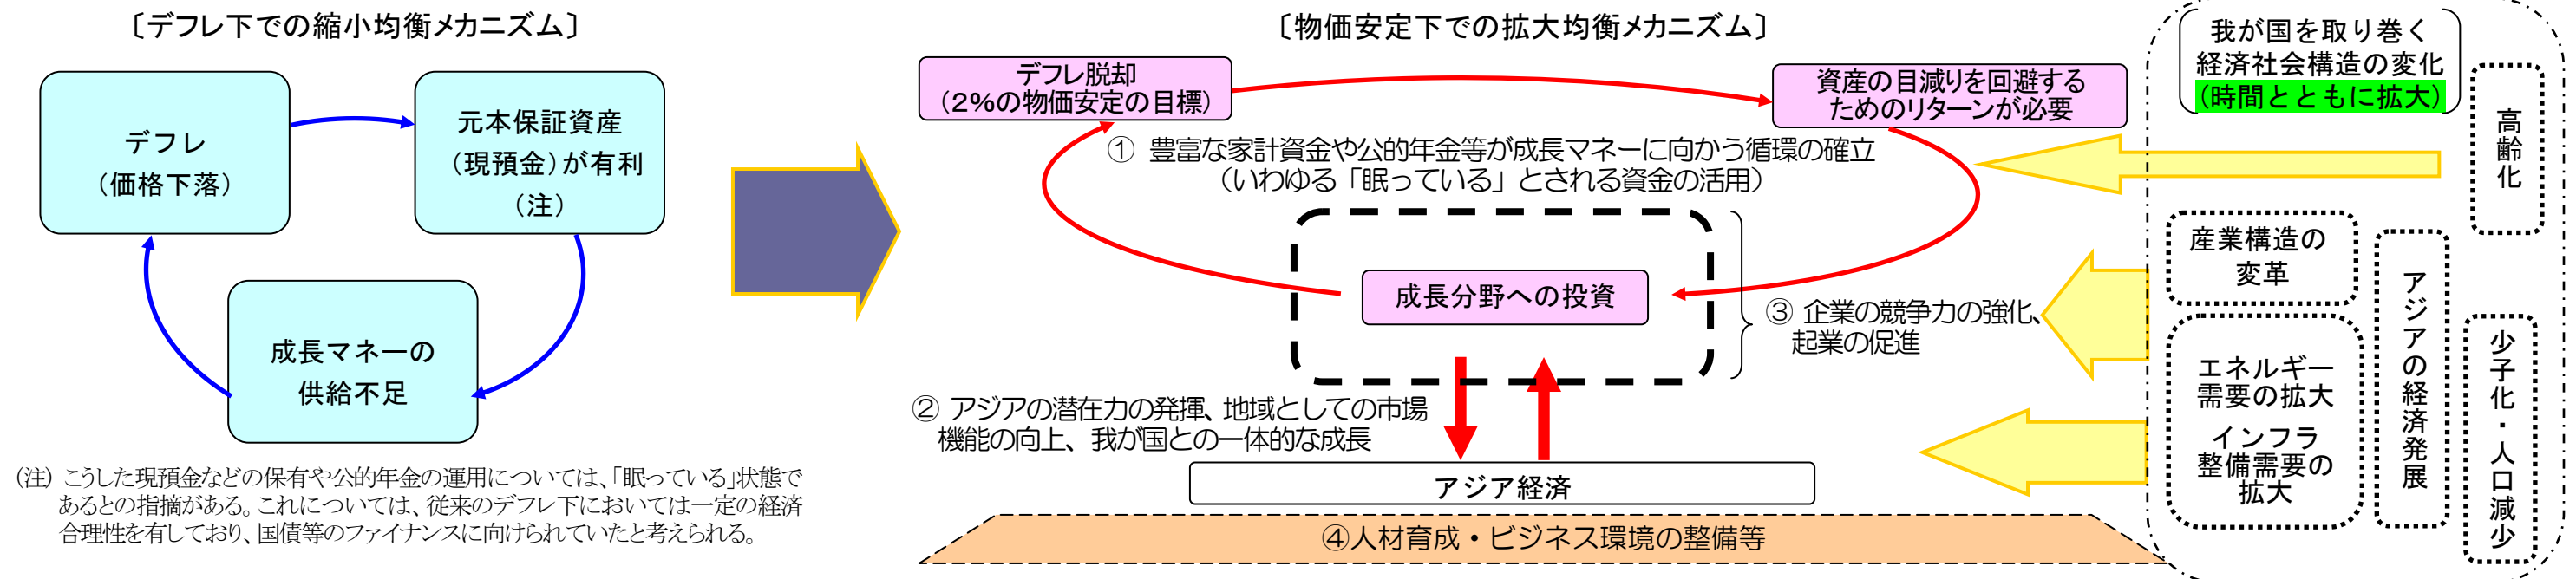 〔デフレ下での縮小均衡メカニズム〕
デフレ
（価格下落）
元本保証資産
（現預金）が有利
（注）
成長マネーの
供給不足
（注）こうした現預金などの保有や公的年金の運用については、「眠っている」状態で
あるとの指摘がある。これについては、従来のデフレ下においては一定の経済
合理性を有しており、国債等のファイナンスに向けられていたと考えられる。
〔物価安定下での拡大均衡メカニズム〕
デフレ脱却
（２％の物価安定の目標）
資産の目減りを回避する
ためのリターンが必要
① 豊富な家計資金や公的年金等が成長マネーに向かう循環の確立
（いわゆる「眠っている」とされる資金の活用）
成長分野への投資
③ 企業の競争力の強化、
起業の促進
② アジアの潜在力の発揮、地域としての市場
機能の向上、我が国との一体的な成長
アジア経済
④人材育成・ビジネス環境の整備等
我が国を取り巻く
経済社会構造の変化
（時間とともに拡大）
高齢化
産業構造の
変革
アジアの経済発展
エネルギー
需要の拡大
インフラ
整備需要の
拡大
少子化・人口減少